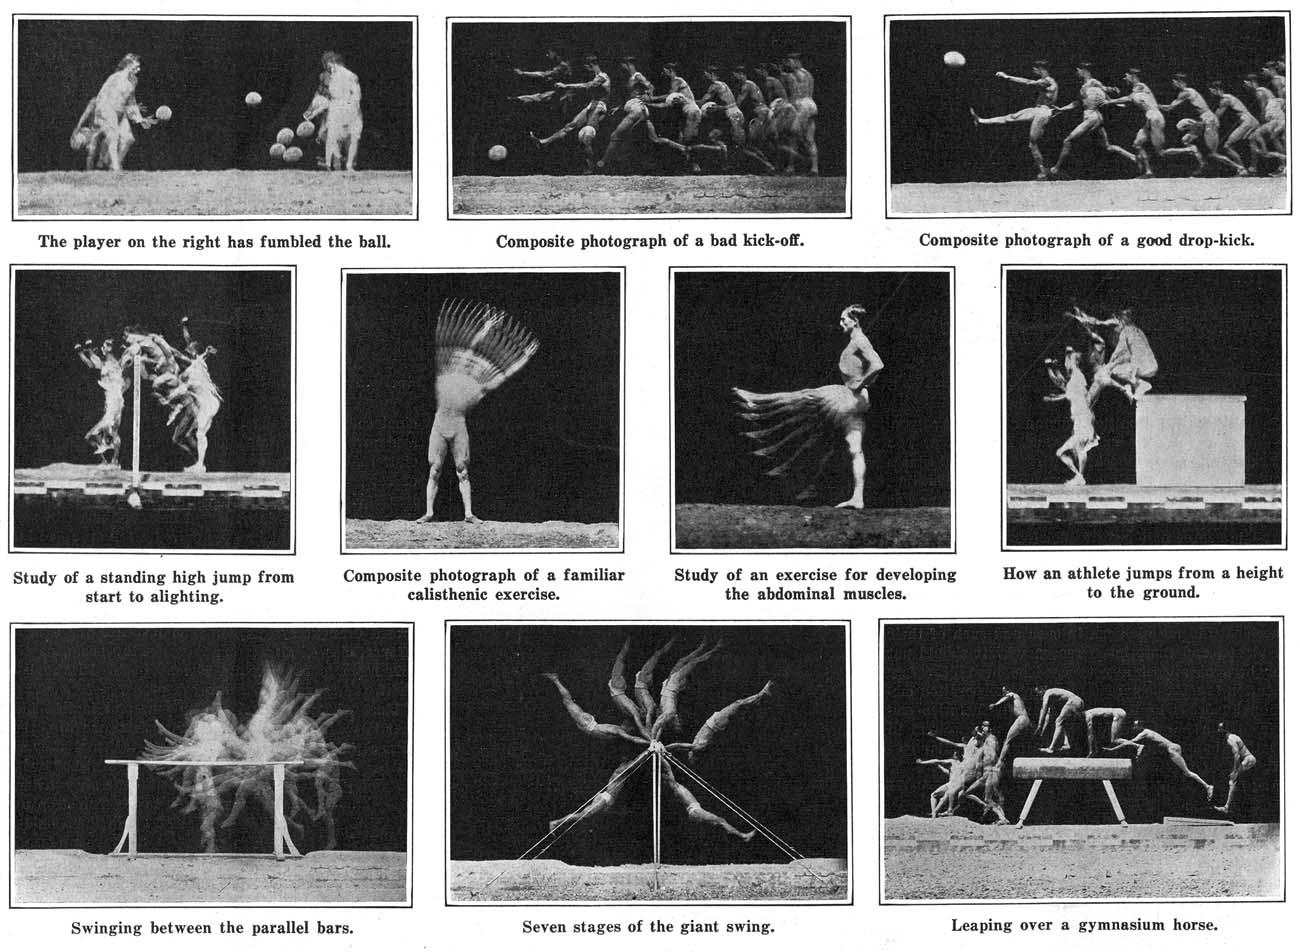 The player on the right has fumbled the ball.
Composite photograph of a bad kick-off.
Composite photograph of a good drop-kick.
Study of a standing high jump from
start to alighting.
Composite photograph of a familiar
calisthenic exercise.
Study of an exercise for developing
the abdominal muscles.
How an athlete jumps from a height
to the ground.
Swinging between the parallel bars.
Seven stages of the giant swing.
Leaping over a gymnasium horse.